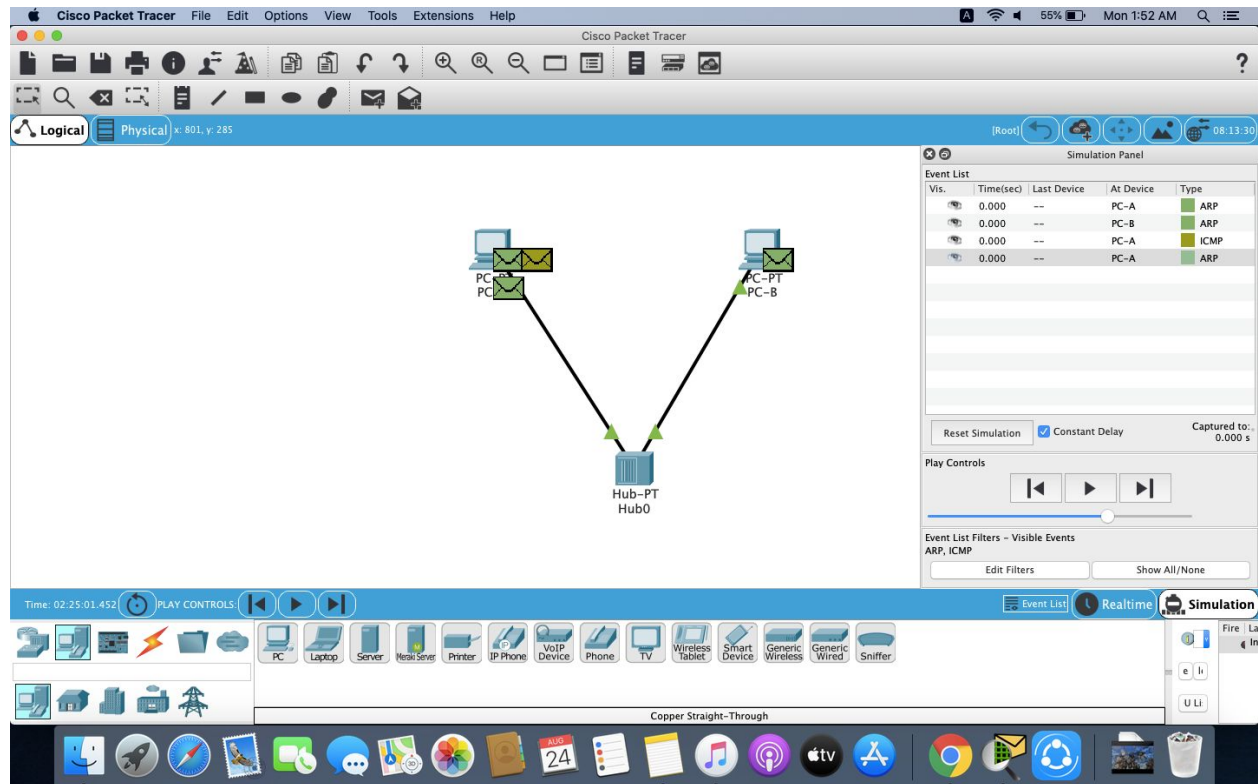 Cisco Packet Tracer File Edit Options View Tools Extensions Help A 55% Mon 1:52 AM
Cisco Packet Tracer
?
Logical Physical x: 801, y: 285 [Root] 08:13:30
Simulation Panel
Event List
Vis. Time(sec) Last Device At Device Type
0.000 -- PC-A ARP
0.000 -- PC-B ARP
0.000 -- PC-A ICMP
0.000 -- PC-A ARP
PC-PT
PC-B
Hub-PT
Hub0
Reset Simulation Constant Delay Captured to:
0.000 s
Play Controls
Event List Filters - Visible Events
ARP, ICMP
Edit Filters Show All/None
Time: 02:25:01.452 PLAY CONTROLS: Event List Realtime Simulation
PC Laptop Server Meraki Server Printer IP Phone VoIP Device Phone TV Wireless Tablet Smart Device Generic Wireless Generic Wired Sniffer
Fire
Copper Straight-Through
AUG
24
tv